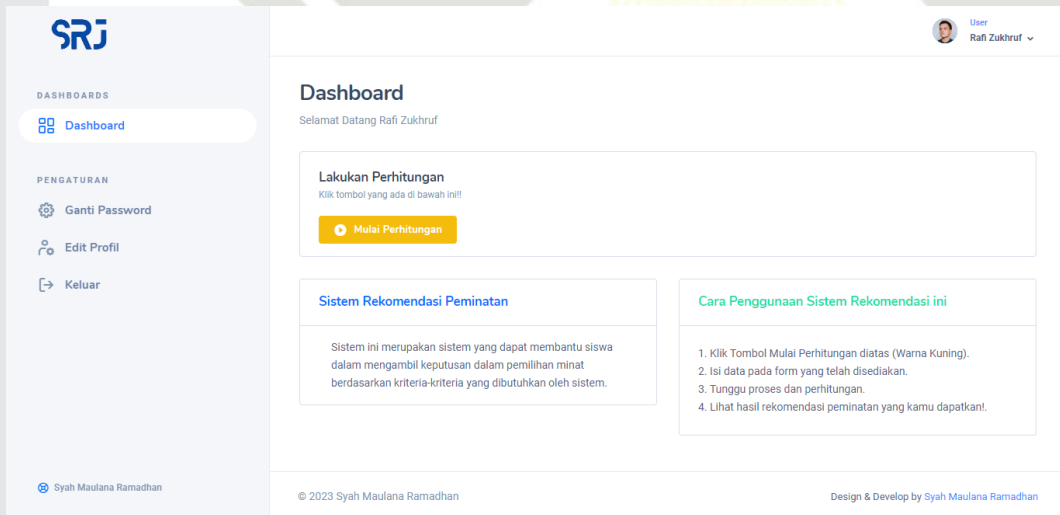 SRJ
User
Rafi Zukhruf
DASHBOARDS
Dashboard
PENGATURAN
Ganti Password
Edit Profil
Keluar
Syah Maulana Ramadhan
Dashboard
Selamat Datang Rafi Zukhruf
Lakukan Perhitungan
Klik tombol yang ada di bawah ini!!
Mulai Perhitungan
Sistem Rekomendasi Peminatan
Sistem ini merupakan sistem yang dapat membantu siswa
dalam mengambil keputusan dalam pemilihan minat
berdasarkan kriteria-kriteria yang dibutuhkan oleh sistem.
Cara Penggunaan Sistem Rekomendasi ini
1. Klik Tombol Mulai Perhitungan diatas (Warna Kuning).
2. Isi data pada form yang telah disediakan.
3. Tunggu proses dan perhitungan.
4. Lihat hasil rekomendasi peminatan yang kamu dapatkan!.
© 2023 Syah Maulana Ramadhan
Design & Develop by Syah Maulana Ramadhan